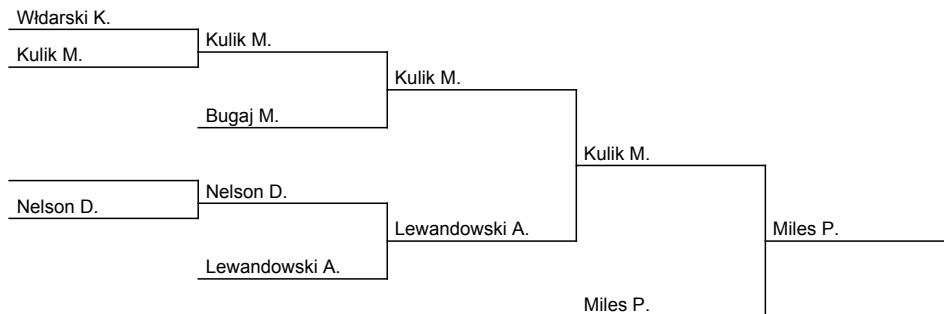 Włdarski K.
Kulik M.
Kulik M.
Kulik M.
Bugaj M.
Kulik M.
Nelson D.
Nelson D.
Lewandowski A.
Miles P.
Lewandowski A.
Miles P.